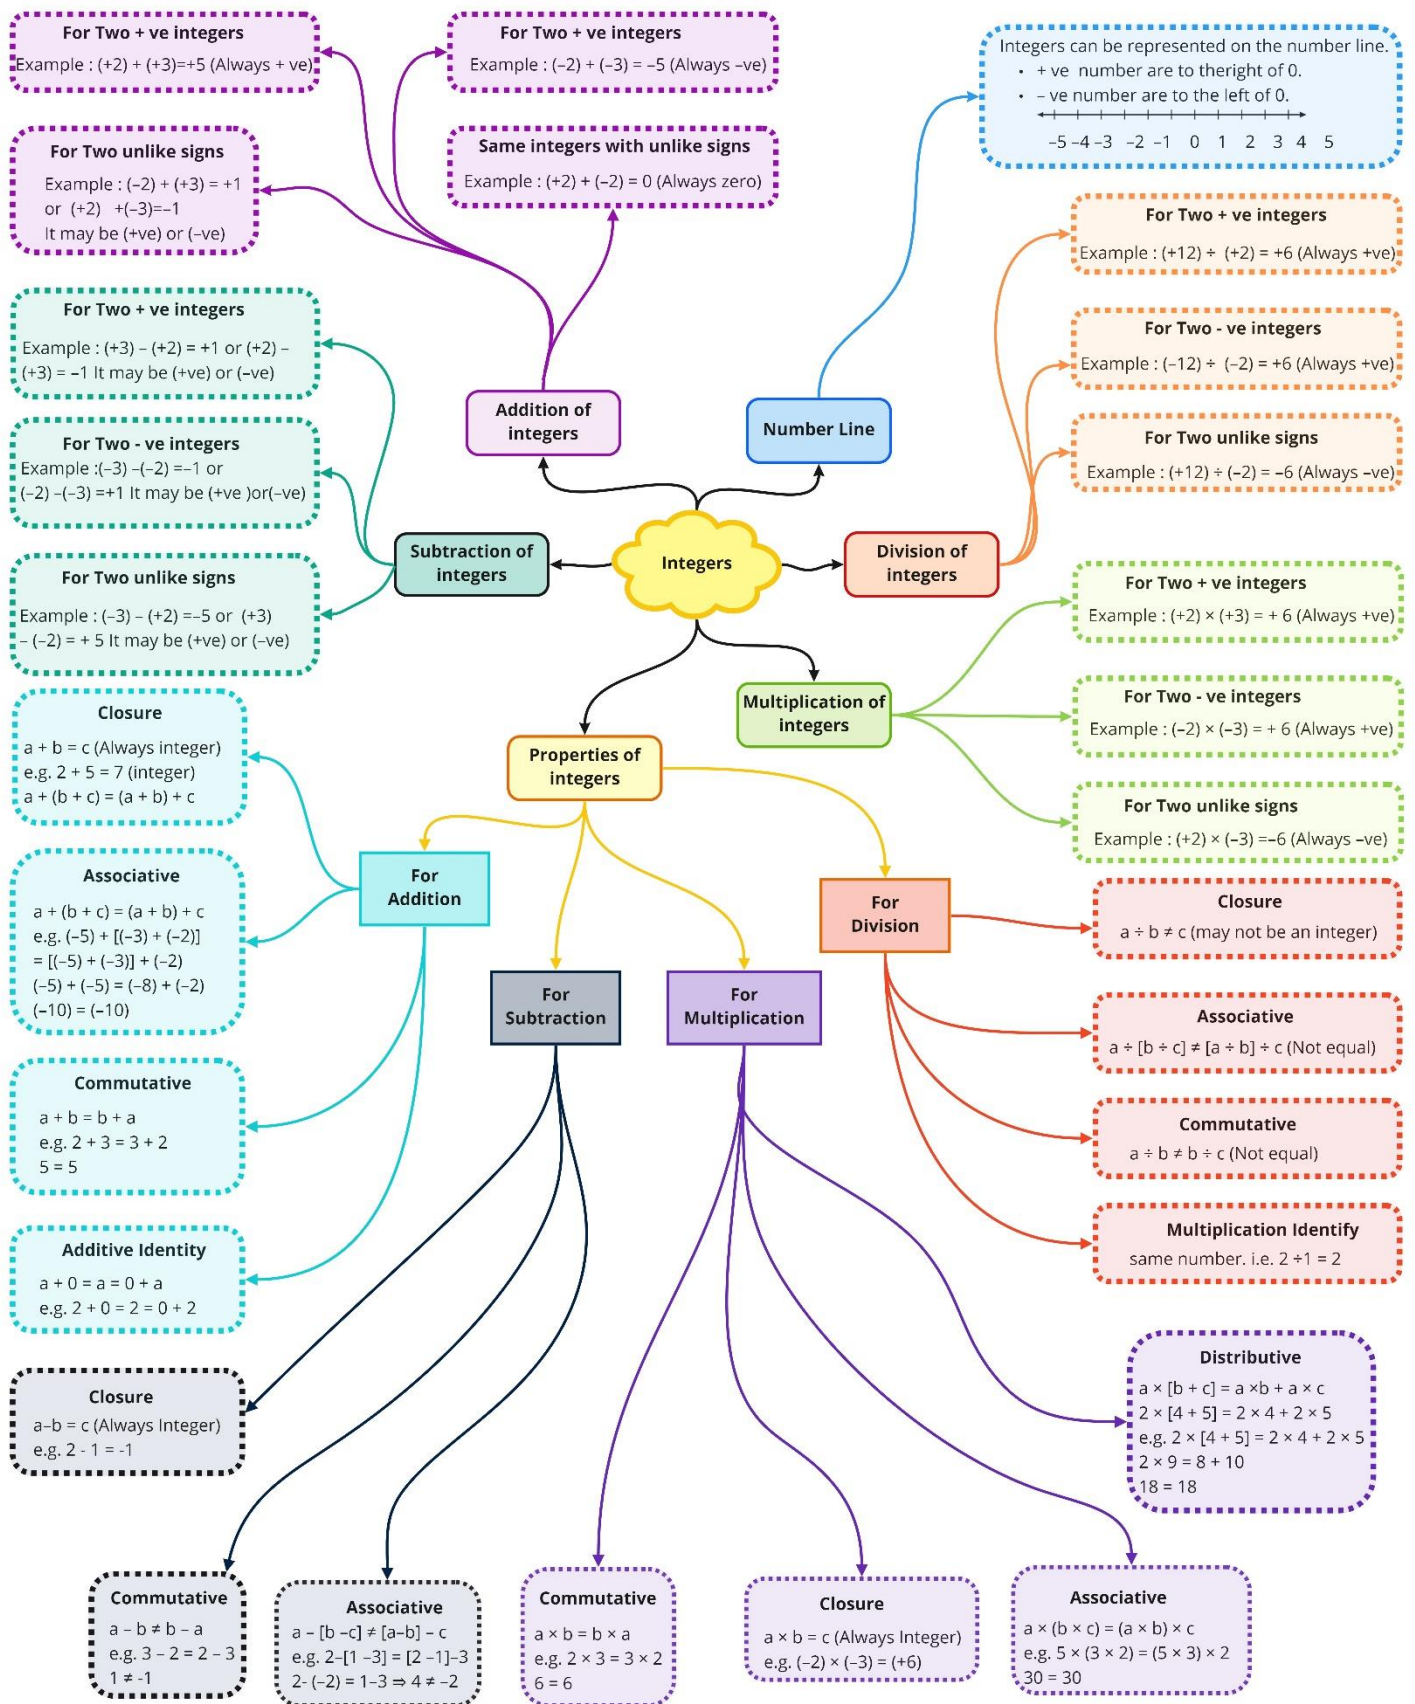 For Two + ve integers
Example : (+2) + (+3)=+5 (Always + ve)
For Two + ve integers
Example : (–2) + (–3) = –5 (Always –ve)
Integers can be represented on the number line.
• + ve number are to theright of 0.
• – ve number are to the left of 0.
–5 –4 –3 –2 –1 0 1 2 3 4 5
For Two unlike signs
Example : (–2) + (+3) = +1
or (+2) +(–3)=–1
It may be (+ve) or (–ve)
Same integers with unlike signs
Example : (+2) + (–2) = 0 (Always zero)
For Two + ve integers
Example : (+12) ÷ (+2) = +6 (Always +ve)
For Two + ve integers
Example : (+3) – (+2) = +1 or (+2) –
(+3) = –1 It may be (+ve) or (–ve)
For Two - ve integers
Example : (–12) ÷ (–2) = +6 (Always +ve)
Addition of
integers
Number Line
For Two - ve integers
Example :(–3) –(–2) =–1 or
(–2) –(–3) =+1 It may be (+ve )or(–ve)
For Two unlike signs
Example : (+12) ÷ (–2) = –6 (Always –ve)
Subtraction of
integers
Integers
Division of
integers
For Two unlike signs
Example : (–3) – (+2) =–5 or (+3)
– (–2) = + 5 It may be (+ve) or (–ve)
For Two + ve integers
Example : (+2) × (+3) = + 6 (Always +ve)
Multiplication of
integers
For Two - ve integers
Example : (–2) × (–3) = + 6 (Always +ve)
Closure
a + b = c (Always integer)
e.g. 2 + 5 = 7 (integer)
a + (b + c) = (a + b) + c
Properties of
integers
For Two unlike signs
Example : (+2) × (–3) =–6 (Always –ve)
Associative
a + (b + c) = (a + b) + c
e.g. (–5) + [(–3) + (–2)]
= [(–5) + (–3)] + (–2)
(–5) + (–5) = (–8) + (–2)
(–10) = (–10)
For
Addition
For
Division
Closure
a ÷ b ≠ c (may not be an integer)
For
Subtraction
For
Multiplication
Associative
a ÷ [b ÷ c] ≠ [a ÷ b] ÷ c (Not equal)
Commutative
a + b = b + a
e.g. 2 + 3 = 3 + 2
5 = 5
Commutative
a ÷ b ≠ b ÷ c (Not equal)
Additive Identity
a + 0 = a = 0 + a
e.g. 2 + 0 = 2 = 0 + 2
Multiplication Identify
same number. i.e. 2 ÷1 = 2
Closure
a–b = c (Always Integer)
e.g. 2 - 1 = -1
Distributive
a × [b + c] = a ×b + a × c
2 × [4 + 5] = 2 × 4 + 2 × 5
e.g. 2 × [4 + 5] = 2 × 4 + 2 × 5
2 × 9 = 8 + 10
18 = 18
Commutative
a – b ≠ b – a
e.g. 3 – 2 = 2 – 3
1 ≠ -1
Associative
a – [b –c] ≠ [a–b] – c
e.g. 2–[1 –3] = [2 –1]–3
2- (–2) = 1–3 ⇒ 4 ≠ –2
Commutative
a × b = b × a
e.g. 2 × 3 = 3 × 2
6 = 6
Closure
a × b = c (Always Integer)
e.g. (–2) × (–3) = (+6)
Associative
a × (b × c) = (a × b) × c
e.g. 5 × (3 × 2) = (5 × 3) × 2
30 = 30